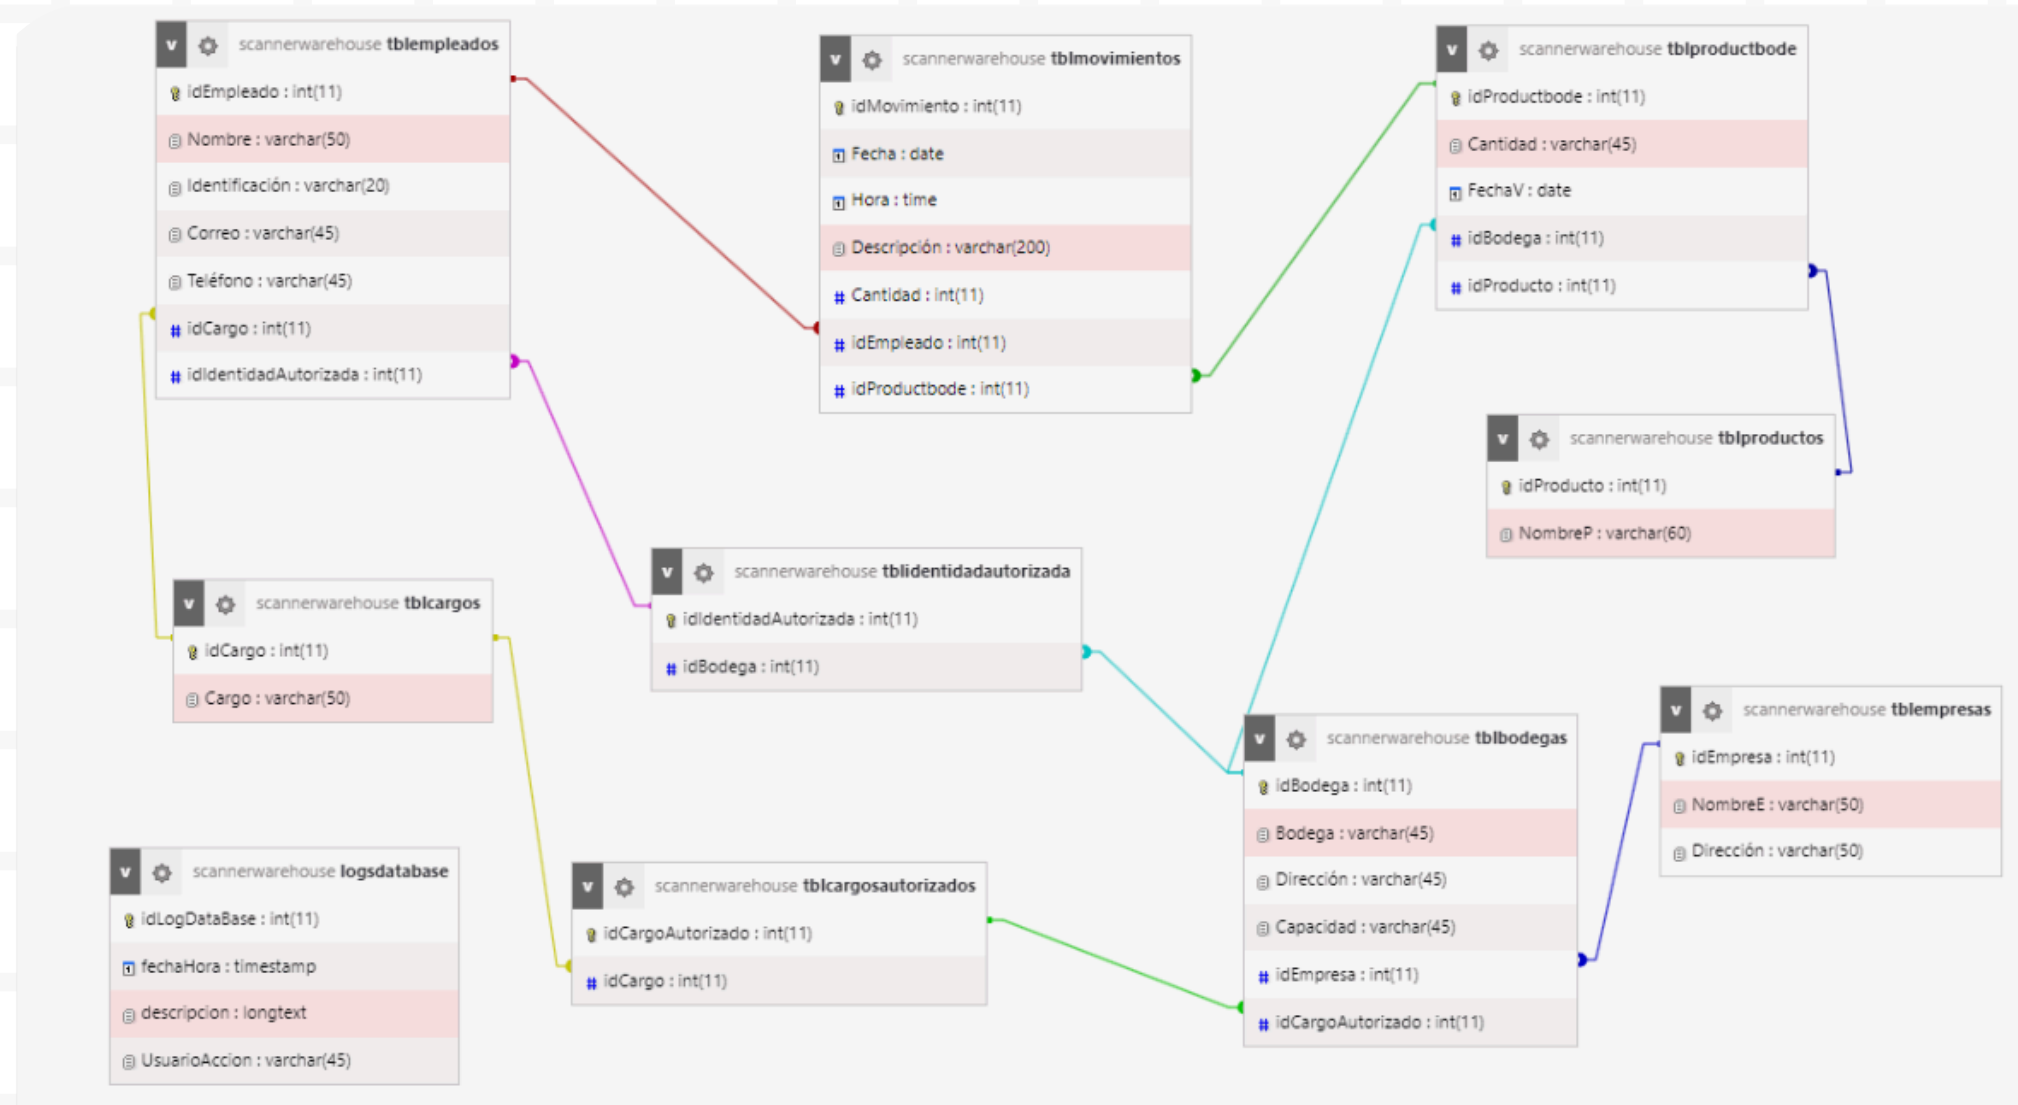 v scannerwarehouse tblempleados
idEmpleado : int(11)
Nombre : varchar(50)
Identificación : varchar(20)
Correo : varchar(45)
Teléfono : varchar(45)
# idCargo : int(11)
# idIdentidadAutorizada : int(11)
v scannerwarehouse tblmovimientos
idMovimiento : int(11)
Fecha : date
Hora : time
Descripción : varchar(200)
# Cantidad : int(11)
# idEmpleado : int(11)
# idProductbode : int(11)
v scannerwarehouse tblproductbode
idProductbode : int(11)
Cantidad : varchar(45)
FechaV : date
# idBodega : int(11)
# idProducto : int(11)
v scannerwarehouse tblproductos
idProducto : int(11)
NombreP : varchar(60)
v scannerwarehouse tblidentidadautorizada
idIdentidadAutorizada : int(11)
# idBodega : int(11)
v scannerwarehouse tblcargos
idCargo : int(11)
Cargo : varchar(50)
v scannerwarehouse tblempresas
idEmpresa : int(11)
NombreE : varchar(50)
Dirección : varchar(50)
v scannerwarehouse tblbodegas
idBodega : int(11)
Bodega : varchar(45)
Dirección : varchar(45)
Capacidad : varchar(45)
# idEmpresa : int(11)
# idCargoAutorizado : int(11)
v scannerwarehouse logsdatabase
idLogDataBase : int(11)
fechaHora : timestamp
descripcion : longtext
UsuarioAccion : varchar(45)
v scannerwarehouse tblcargosautorizados
idCargoAutorizado : int(11)
# idCargo : int(11)